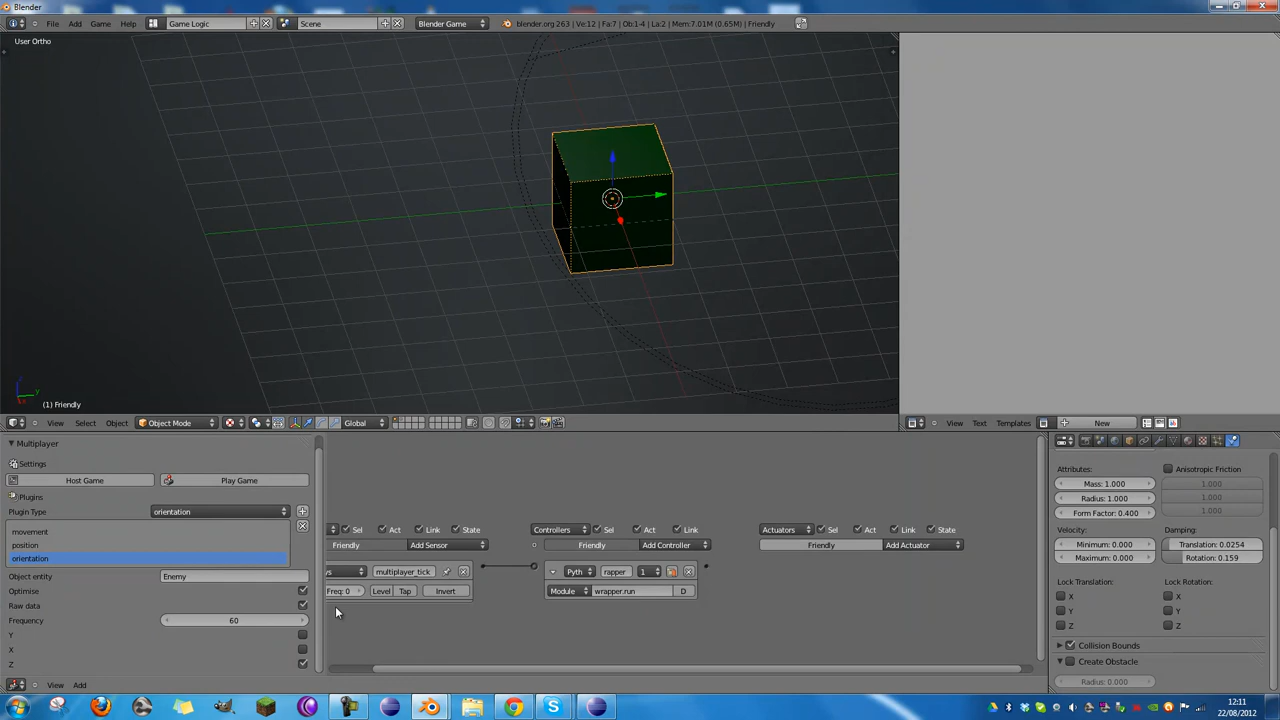 Blender
File Add Game Help Game Logic Scene Blender Game blender.org 263 | Ve:12 | Fa:7 | Ob:1-4 | La:2 | Mem:7.01M (0.65M) | Friendly
User Ortho
(1) Friendly
View Select Object Object Mode Global View Text Templates New
Multiplayer
Settings
Host Game Play Game
Plugins
Plugin Type orientation
movement
position
orientation
Object entity Enemy
Optimise
Raw data
Frequency 60
Y
X
Z
View Add
Sel Act Link State
Friendly Add Sensor
multiplayer_tick
Freq: 0 Level Tap Invert
Controllers Sel Act Link
Friendly Add Controller
Pyth rapper 1
Module wrapper.run D
Actuators Sel Act Link State
Friendly Add Actuator
Attributes: Anisotropic Friction
Mass: 1.000 1.000
Radius: 1.000 1.000
Form Factor: 0.400 1.000
Velocity: Damping:
Minimum: 0.000 Translation: 0.0254
Maximum: 0.000 Rotation: 0.159
Lock Translation: Lock Rotation:
X X
Y Y
Z Z
Collision Bounds
Create Obstacle
Radius: 0.000
12:11
22/08/2012